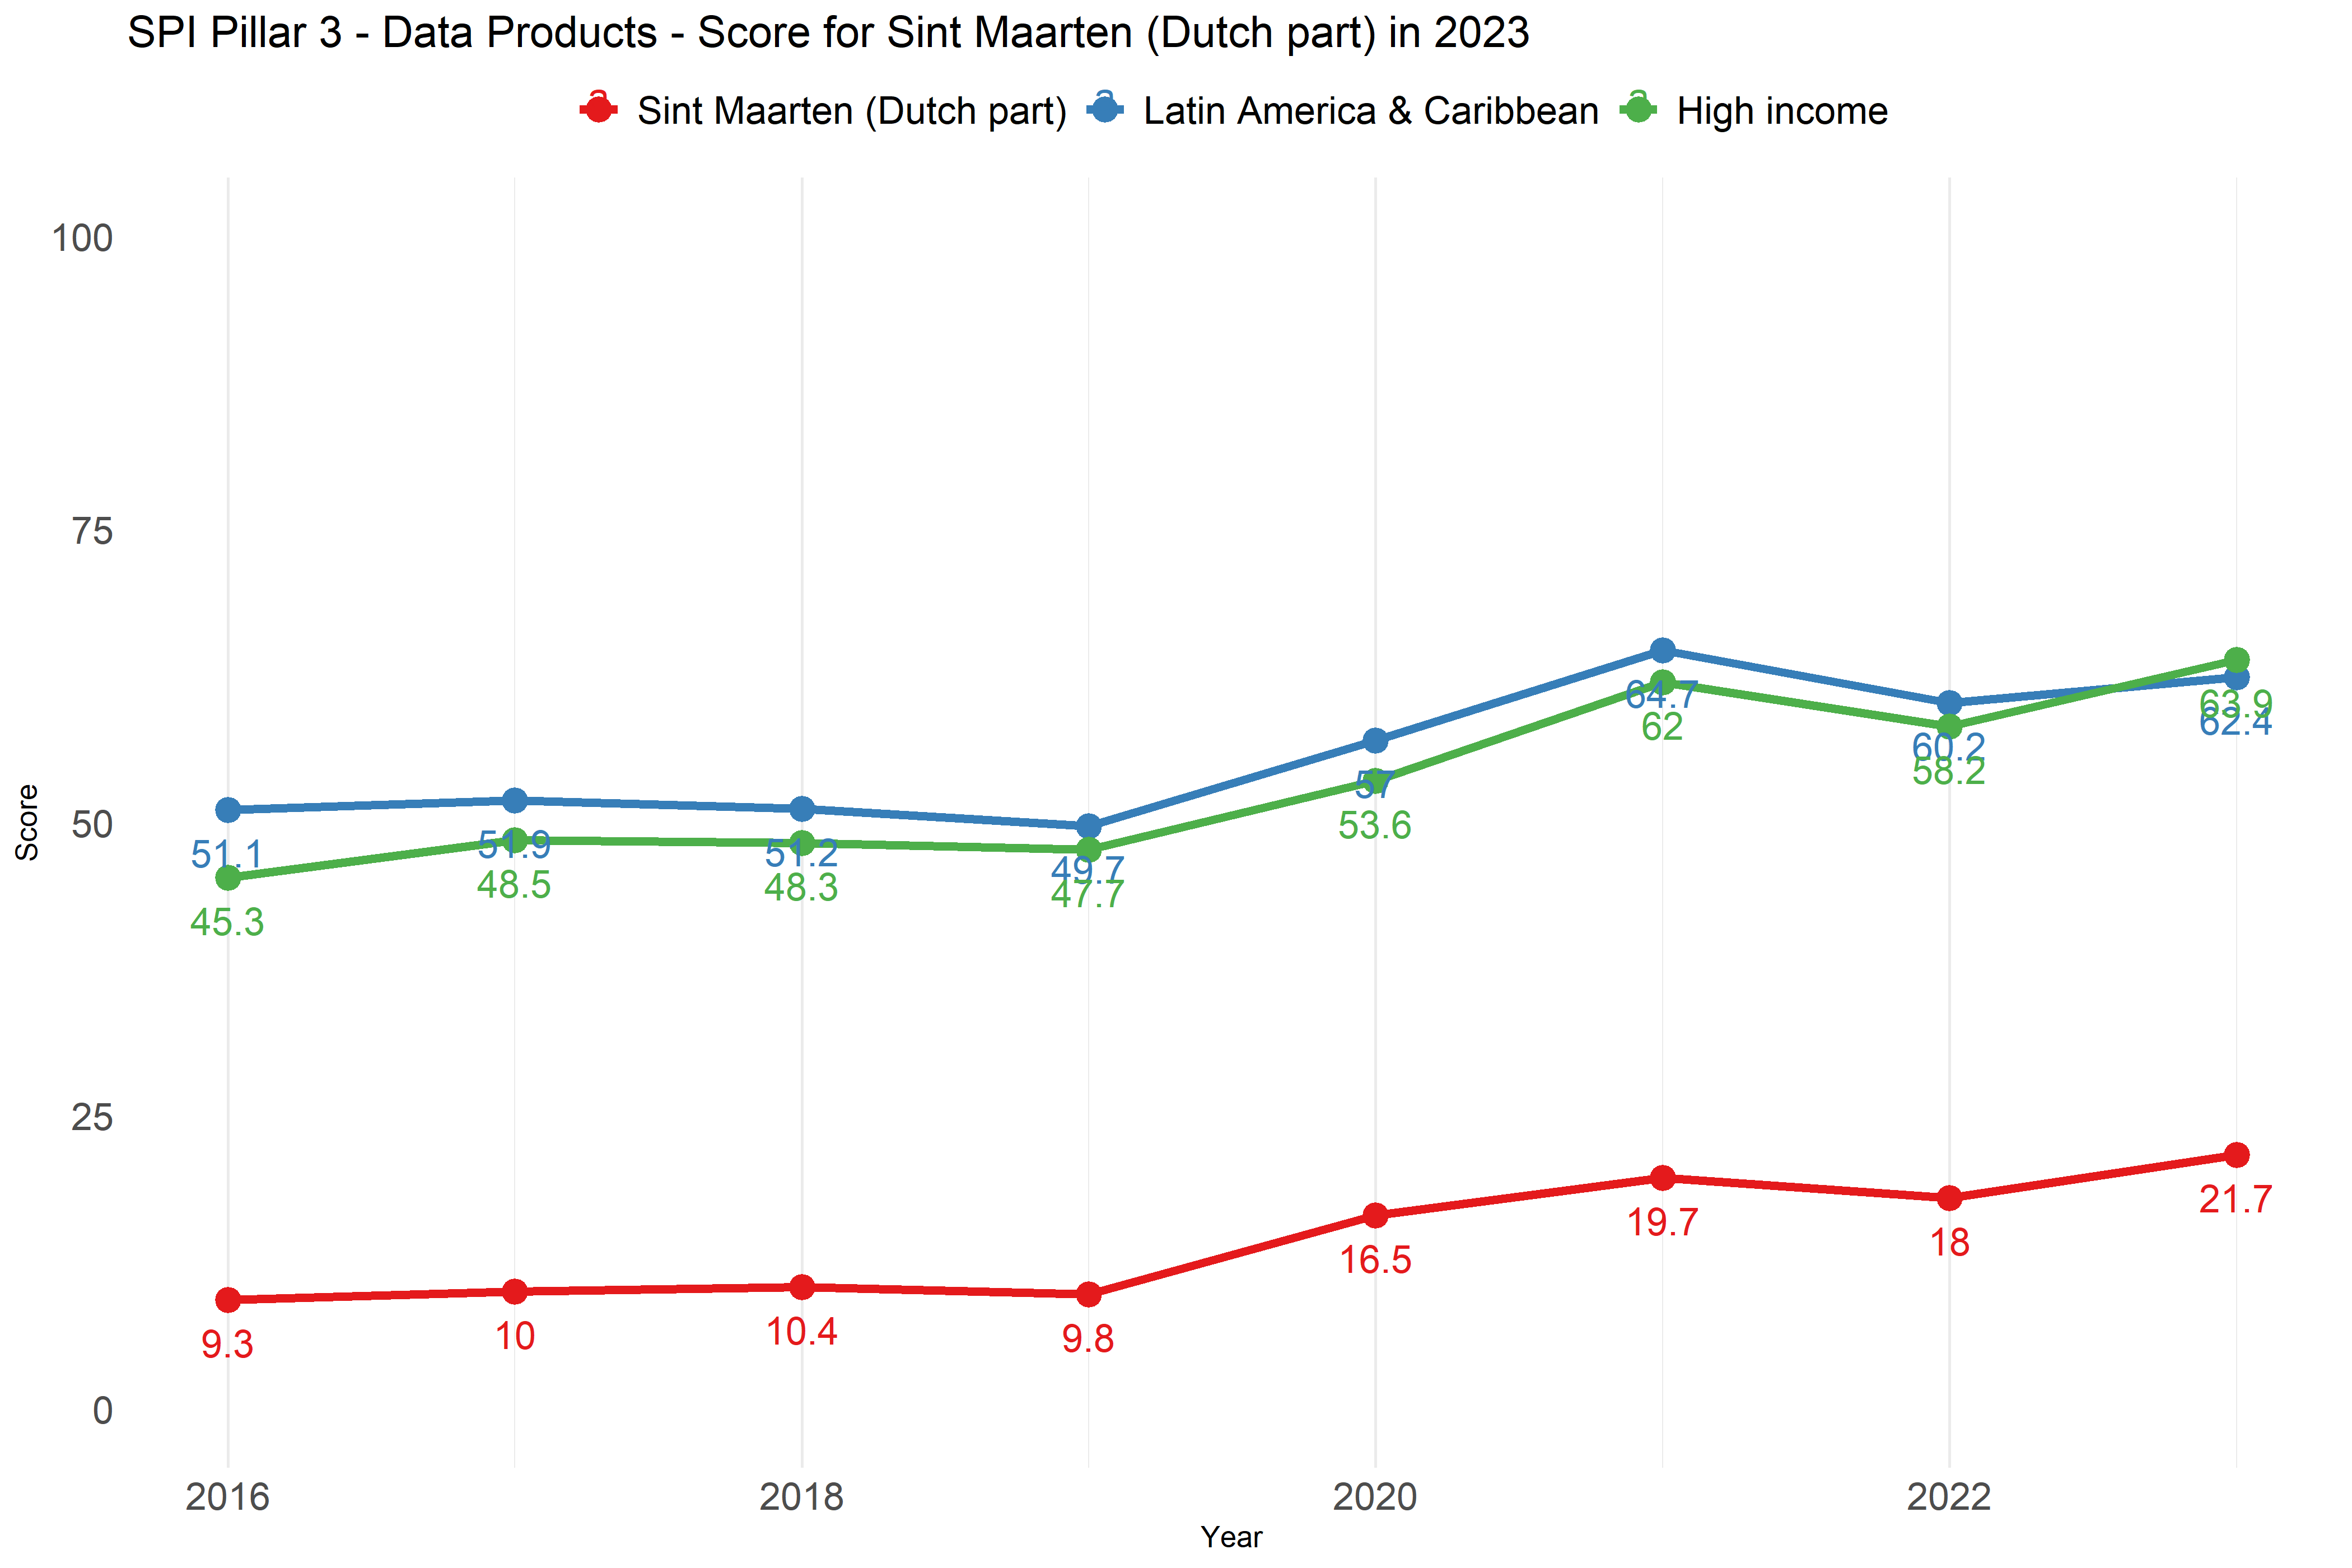 SPI Pillar 3 - Data Products - Score for Sint Maarten (Dutch part) in 2023
a Sint Maarten (Dutch part) a Latin America & Caribbean a High income
100
75
50
25
0
Score
51.1 51.9 51.2 49.7 57 64.7 60.2 62.4
45.3 48.5 48.3 47.7 53.6 62 58.2 63.9
9.3 10 10.4 9.8 16.5 19.7 18 21.7
2016 2018 2020 2022
Year